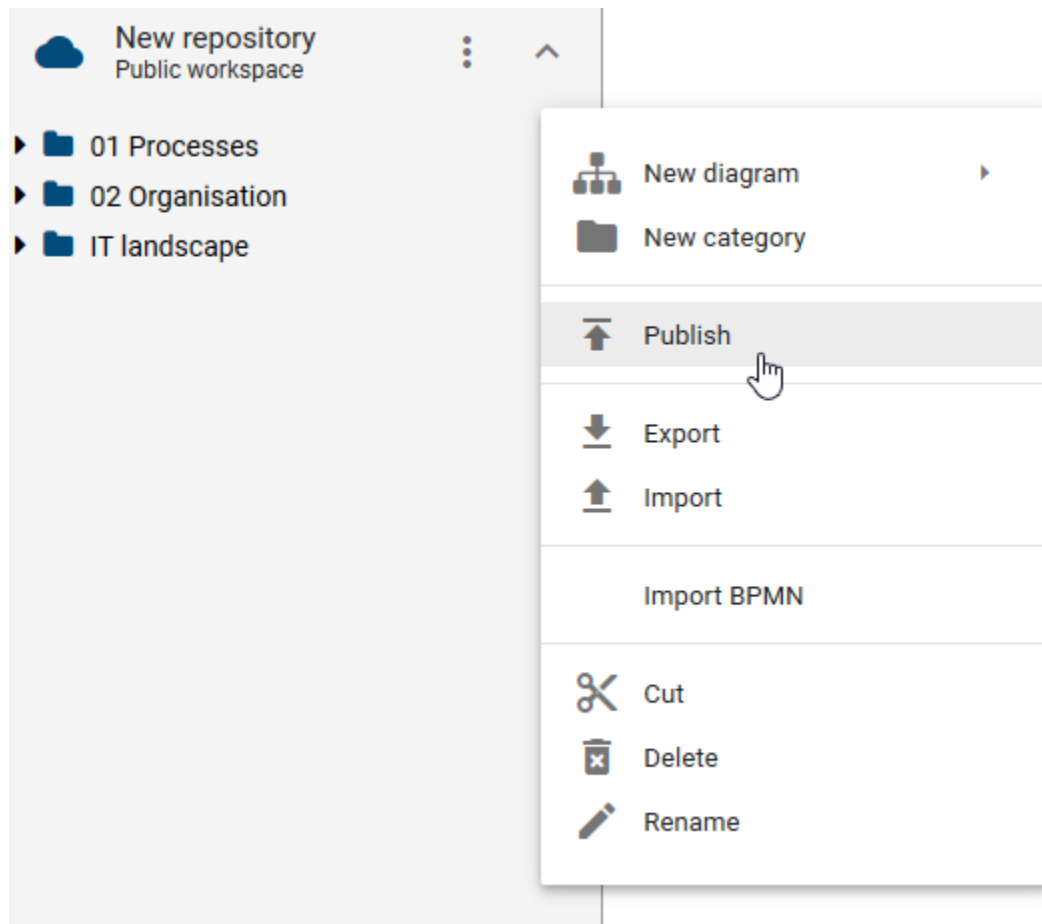 New repository
Public workspace
01 Processes
02 Organisation
IT landscape
New diagram
New category
Publish
Export
Import
Import BPMN
Cut
Delete
Rename